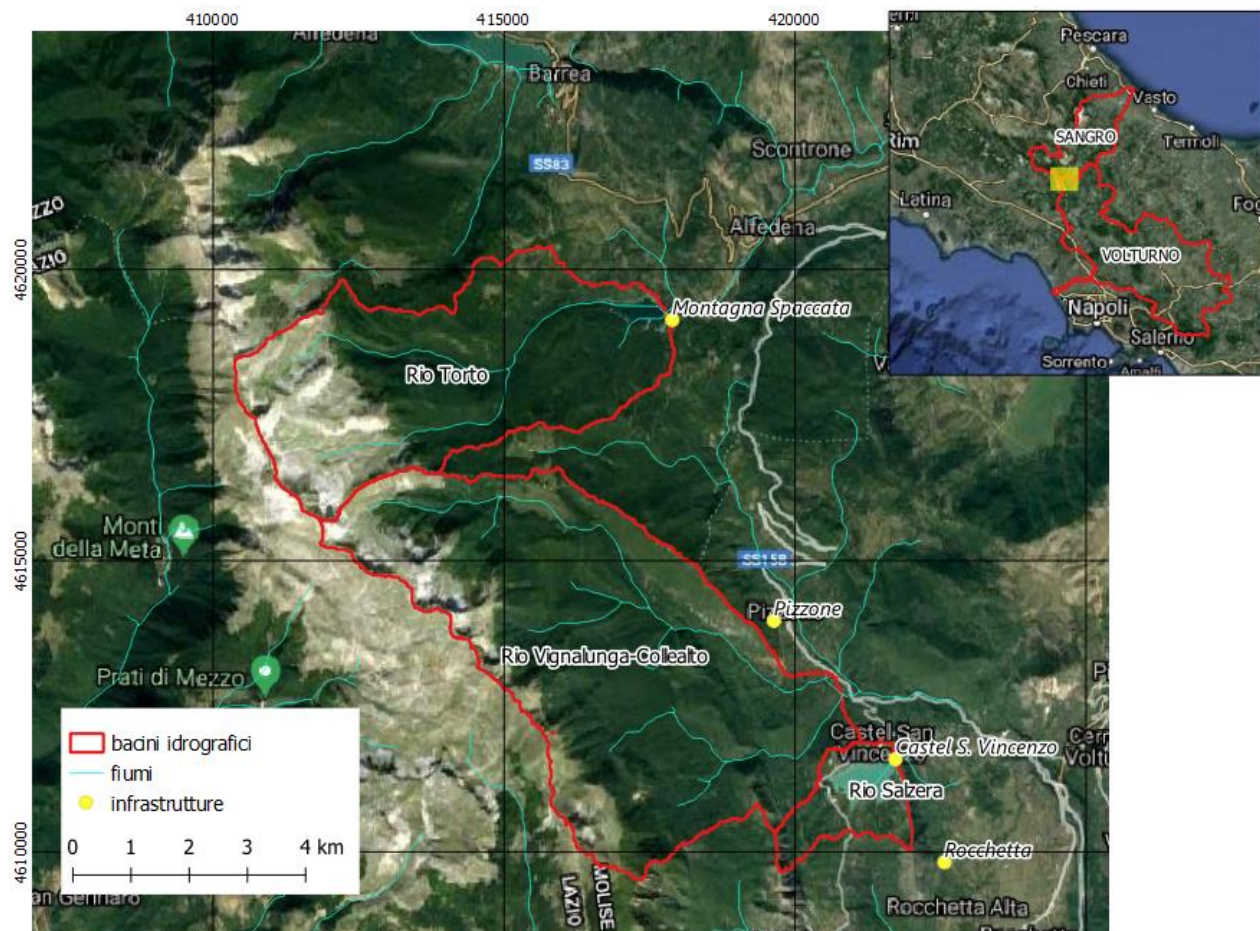 410000
415000
420000
Alfedena
Barrea
SS83
Scontrone
Alfedena
4620000
LAZIO
Montagna Spaccata
Rio Torto
Monti
della Meta
4615000
SS158
Pizzone
Rio Vignalunga-Collealto
Prati di Mezzo
Castel San
Vincenzo
Castel S. Vincenzo
Rio Salzera
4610000
Rocchetta
MOLISE
LAZIO
Rocchetta Alta
bacini idrografici
fiumi
infrastrutture
0 1 2 3 4 km
Pescara
Chieti
Vasto
SANGRO
Termoli
Latina
VOLTURNO
Napoli
Salerno
Sorrento
Amalfi